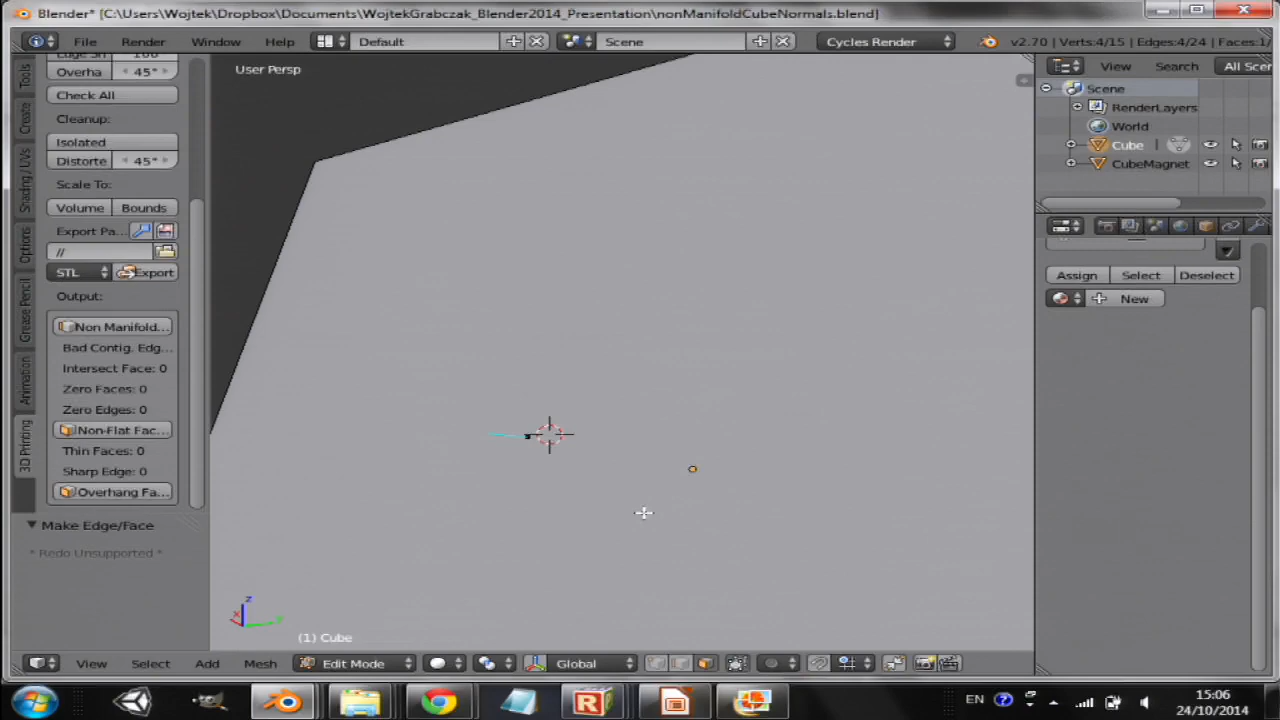 Blender* [C:\Users\Wojtek\Dropbox\Documents\WojtekGrabczak_Blender2014_Presentation\nonManifoldCubeNormals.blend]
File Render Window Help Default Scene Cycles Render v2.70 | Verts:4/15 | Edges:4/24 | Faces:1/
Overha 45°
Check All
Cleanup:
Isolated
Distorte 45°
Scale To:
Volume Bounds
Export Pa...
//
STL Export
Output:
Non Manifold...
Bad Contig. Edg...
Intersect Face: 0
Zero Faces: 0
Zero Edges: 0
Non-Flat Fac...
Thin Faces: 0
Sharp Edge: 0
Overhang Fa...
Make Edge/Face
* Redo Unsupported *
Tools
Create
Shading / UVs
Options
Grease Pencil
Animation
3D Printing
User Persp
(1) Cube
View Select Add Mesh Edit Mode Global
View Search All Scen
Scene
RenderLayers
World
Cube
CubeMagnet
Assign Select Deselect
New
EN
15:06
24/10/2014